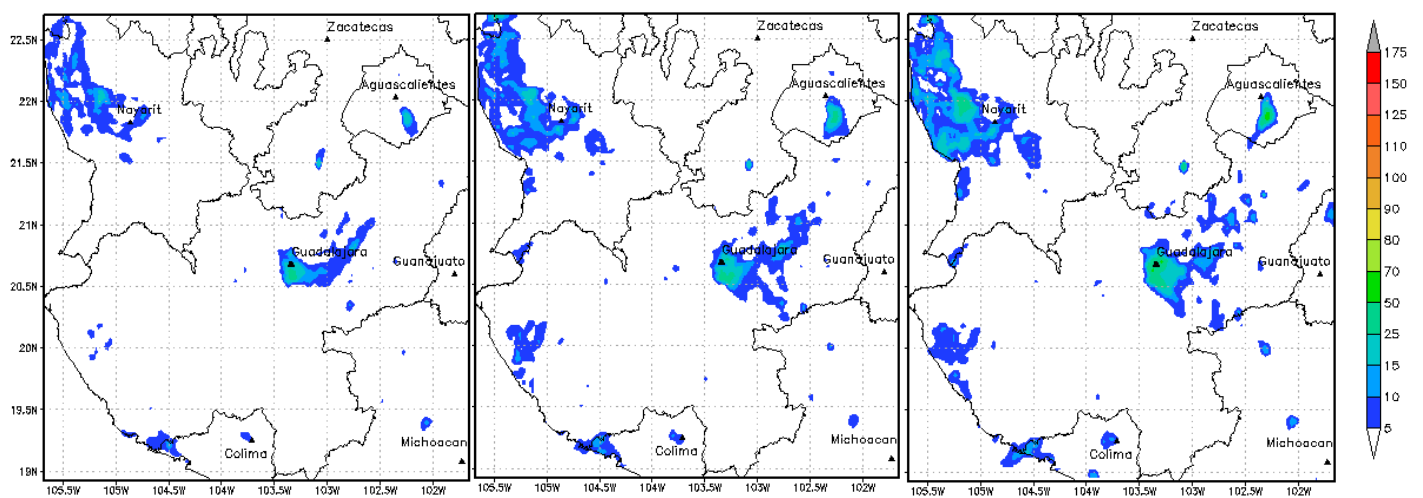 Zacatecas
22.5N
Aguascalientes
22N
Nayarit
21.5N
21N
Guadalajara
Guanajuato
20.5N
20N
19.5N
Michoacan
Colima
19N
105.5W 105W 104.5W 104W 103.5W 103W 102.5W 102W
Zacatecas
Aguascalientes
Nayarit
Guadalajara
Guanajuato
Michoacan
Colima
105.5W 105W 104.5W 104W 103.5W 103W 102.5W 102W
Zacatecas
Aguascalientes
Nayarit
Guadalajara
Guanajuato
Michoacan
Colima
105.5W 105W 104.5W 104W 103.5W 103W 102.5W 102W
175
150
125
110
100
90
80
70
50
25
15
10
5